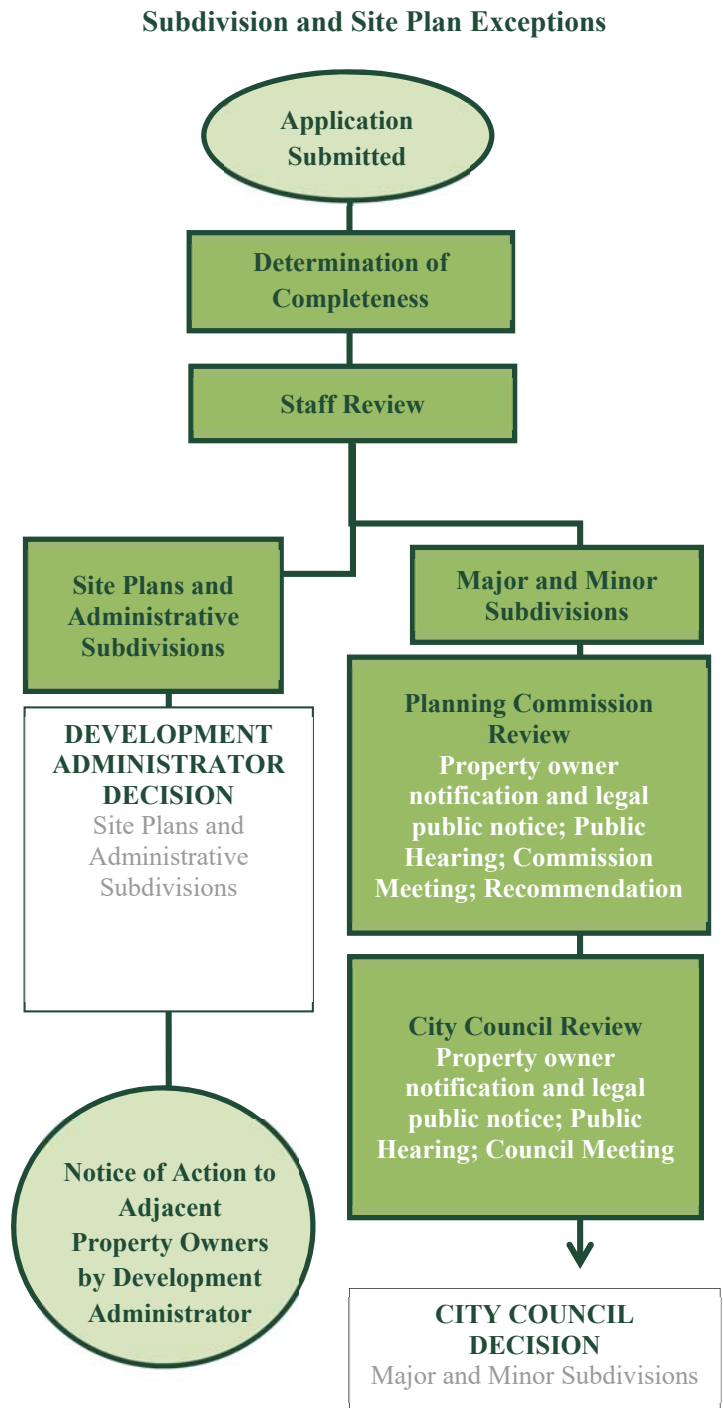 Subdivision and Site Plan Exceptions
Application
Submitted
Determination of
Completeness
Staff Review
Site Plans and
Administrative
Subdivisions
DEVELOPMENT
ADMINISTRATOR
DECISION
Site Plans and
Administrative
Subdivisions
Notice of Action to
Adjacent
Property Owners
by Development
Administrator
Major and Minor
Subdivisions
Planning Commission
Review
Property owner
notification and legal
public notice; Public
Hearing; Commission
Meeting; Recommendation
City Council Review
Property owner
notification and legal
public notice; Public
Hearing; Council Meeting
CITY COUNCIL
DECISION
Major and Minor Subdivisions